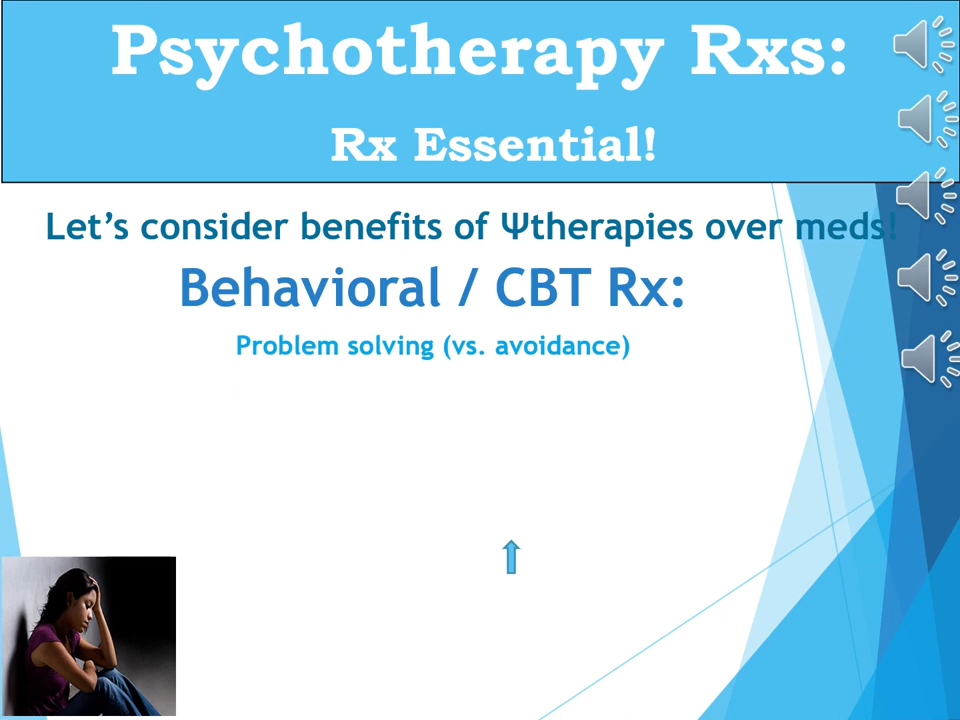 Psychotherapy Rxs:
Rx Essential!
Let’s consider benefits of Ψtherapies over meds!
Behavioral / CBT Rx:
Problem solving (vs. avoidance)